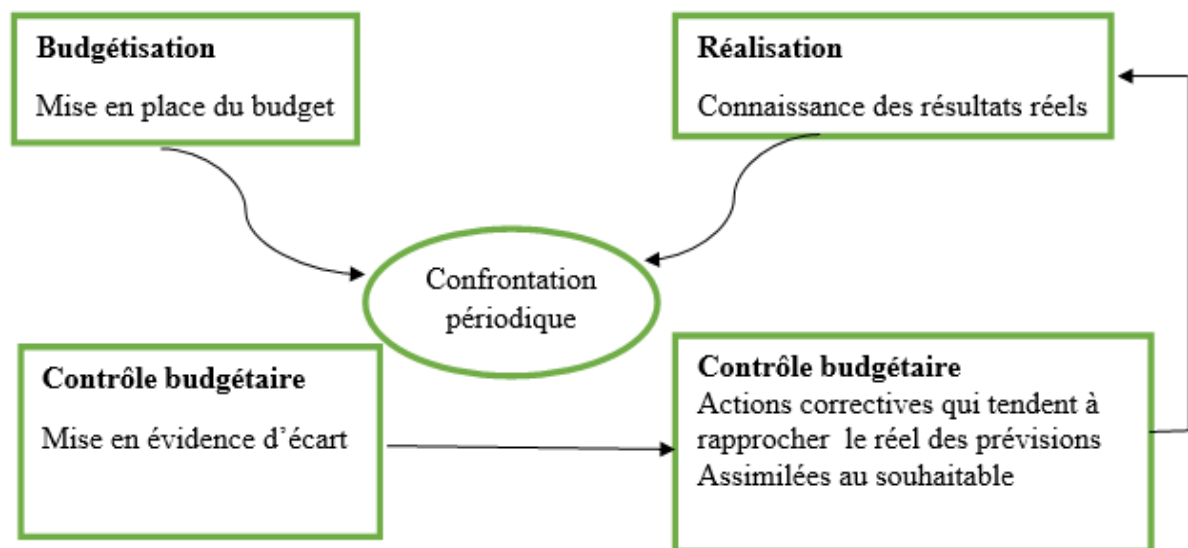 Budgétisation
Mise en place du budget
Réalisation
Connaissance des résultats réels
Confrontation
périodique
Contrôle budgétaire
Mise en évidence d’écart
Contrôle budgétaire
Actions correctives qui tendent à
rapprocher le réel des prévisions
Assimilées au souhaitable